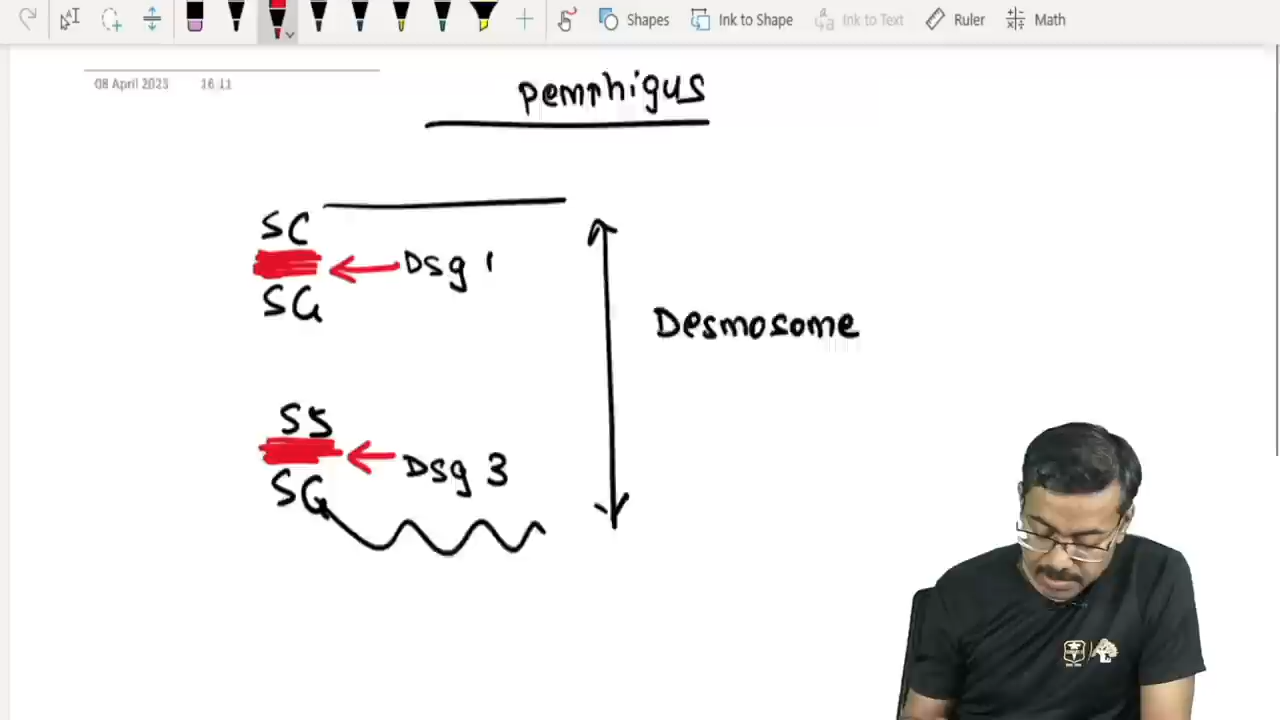 Shapes Ink to Shape Ink to Text Ruler Math
08 April 2023 16:11
Pemphigus
SC
Dsg 1
SG
Desmosome
SS
Dsg 3
SG